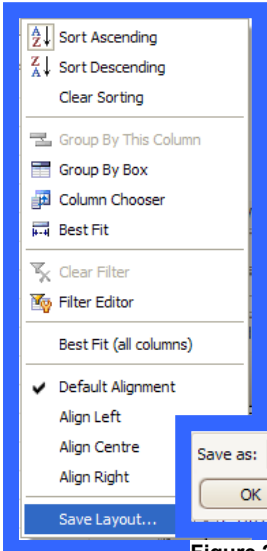 Sort Ascending
Sort Descending
Clear Sorting
Group By This Column
Group By Box
Column Chooser
Best Fit
Clear Filter
Filter Editor
Best Fit (all columns)
Default Alignment
Align Left
Align Centre
Align Right
Save Layout...
Save as:
OK